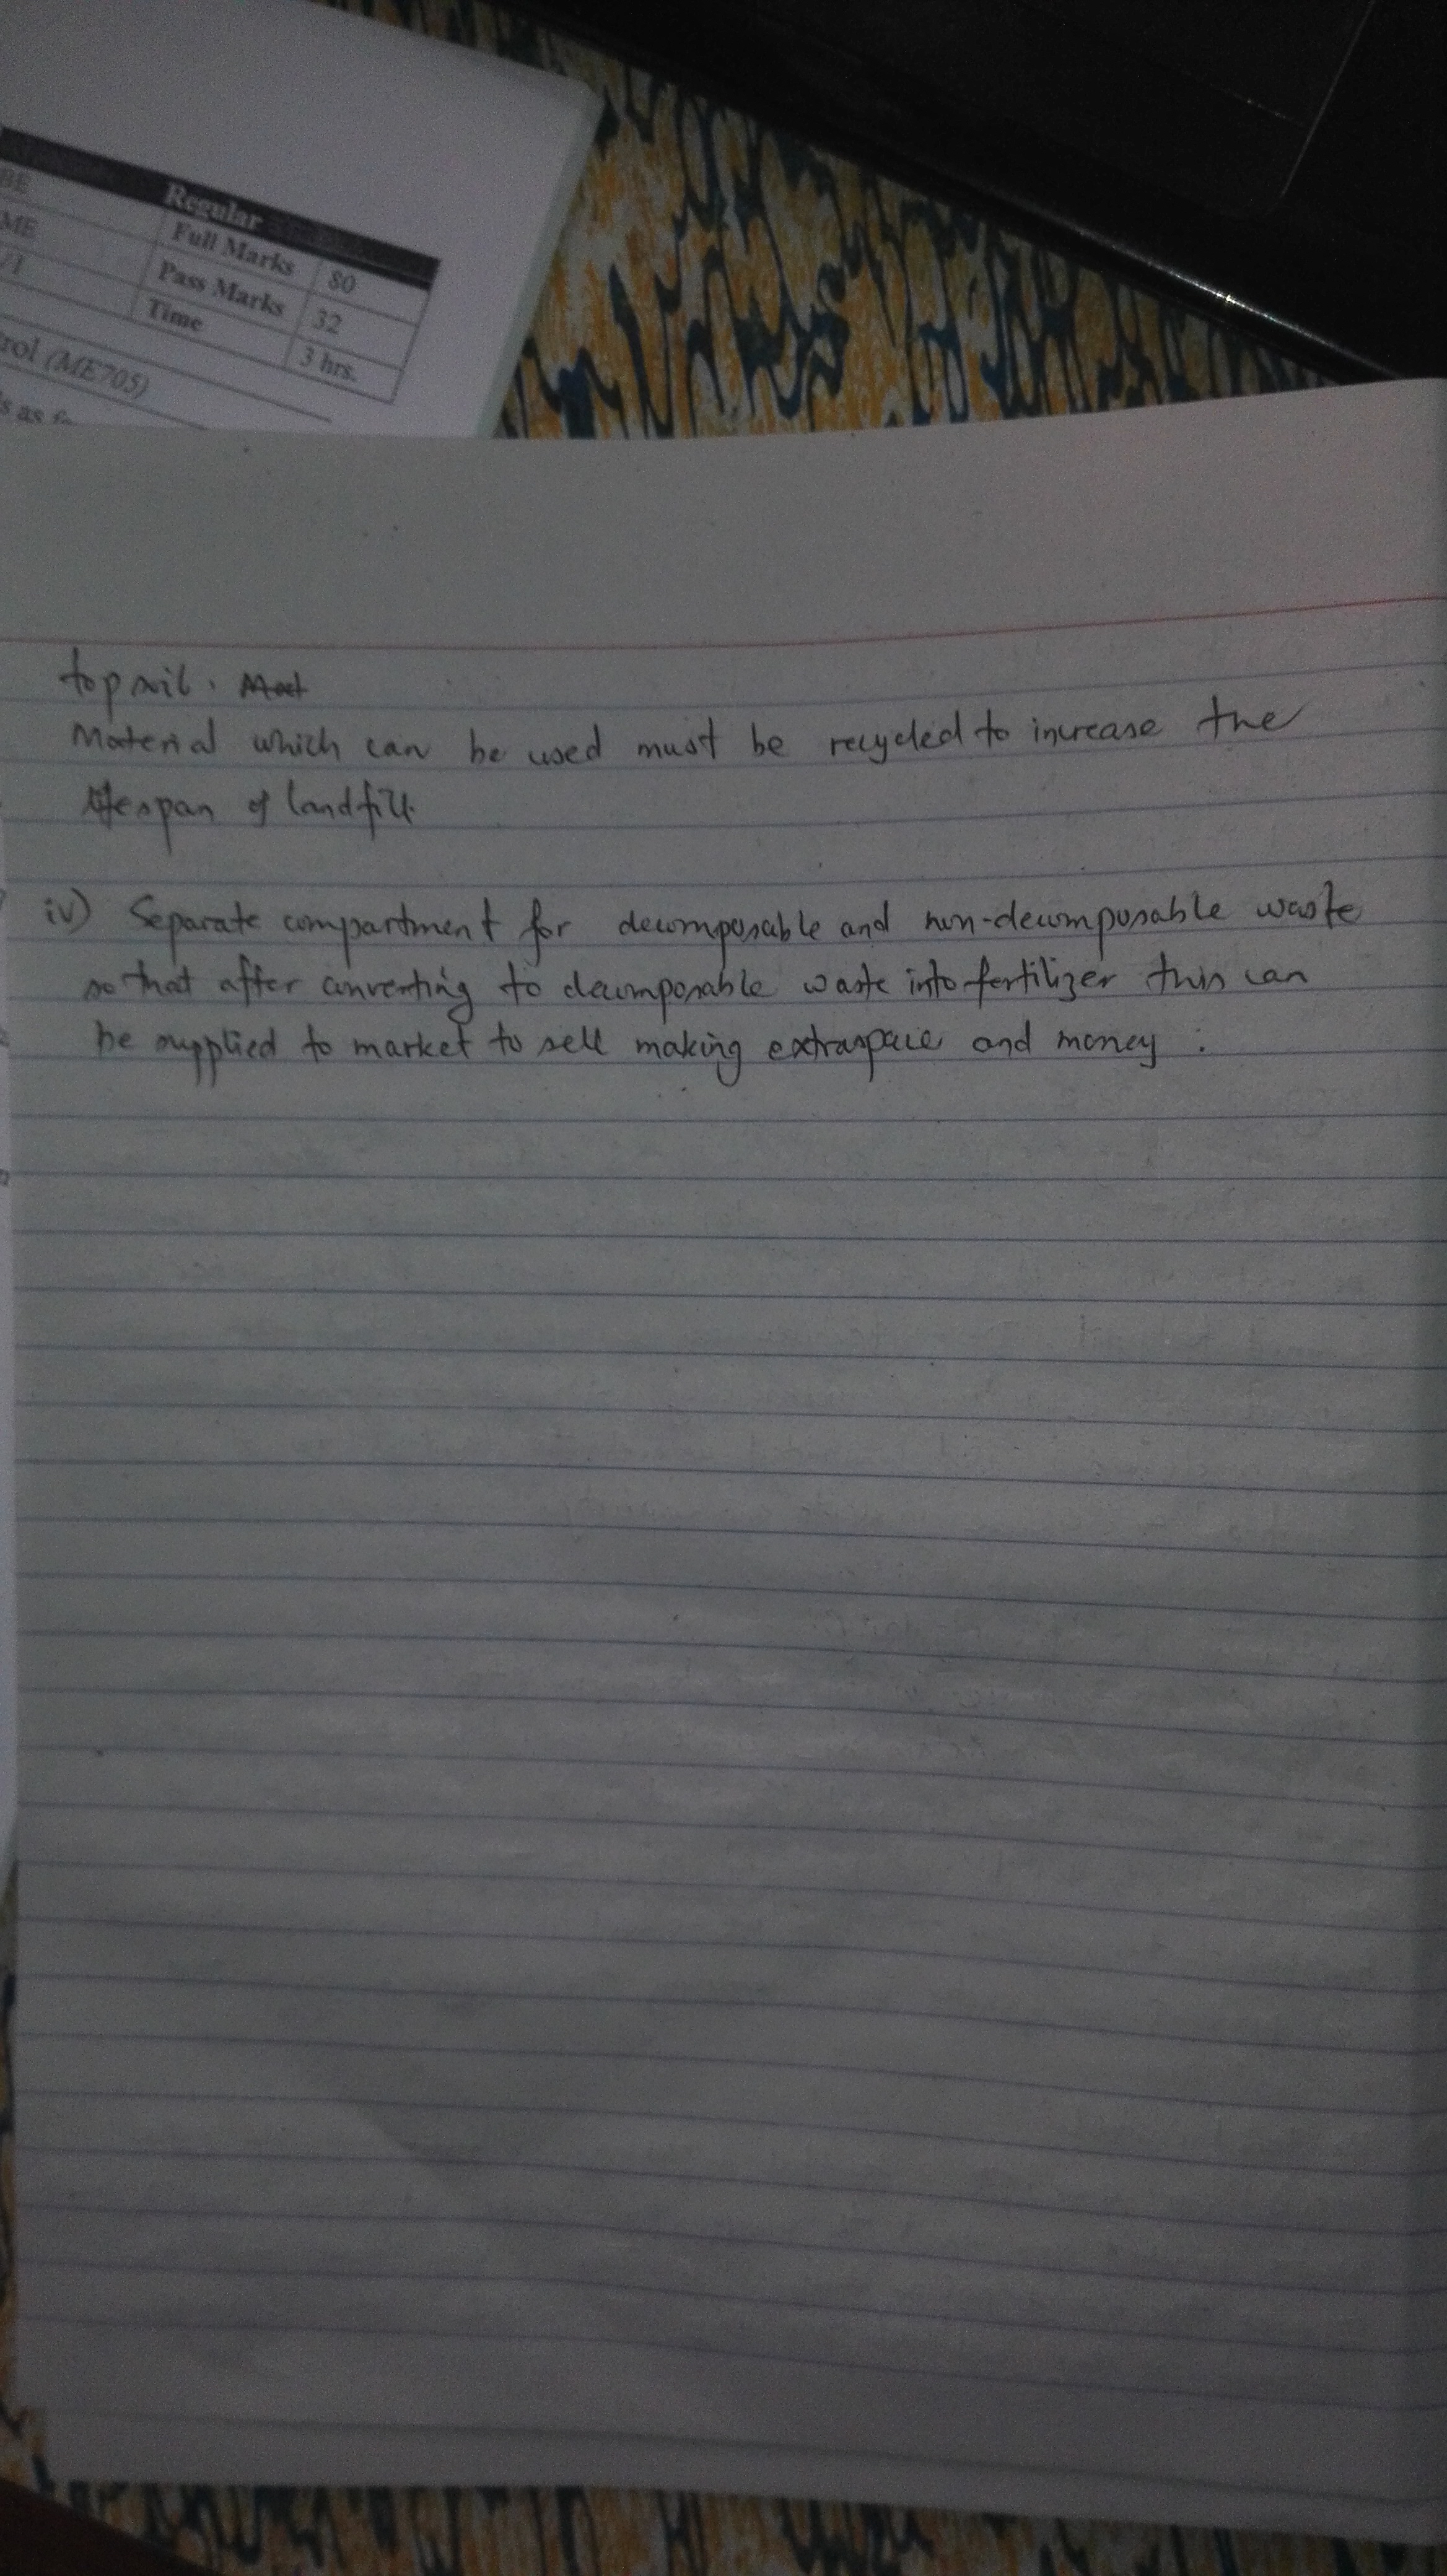 BE
Regular
ME
Full Marks
80
/I
Pass Marks
32
Time
3 hrs.
rol (ME705)
s as
topsoil. Mat
Material which can be used must be recycled to increase the
lifespan of landfill.
iv) Separate compartment for decomposable and non-decomposable waste
so that after converting to decomposable waste into fertilizer this can
be supplied to market to sell making extraspace and money.